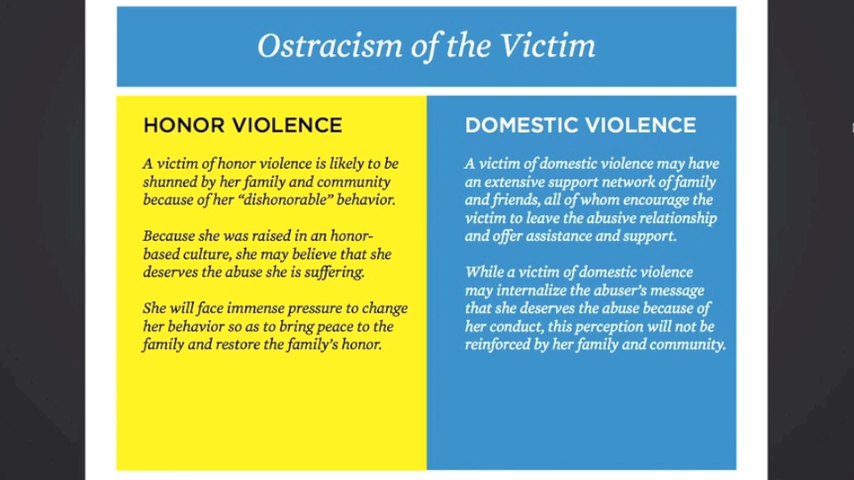 Ostracism of the Victim
HONOR VIOLENCE
A victim of honor violence is likely to be
shunned by her family and community
because of her “dishonorable” behavior.
Because she was raised in an honor-
based culture, she may believe that she
deserves the abuse she is suffering.
She will face immense pressure to change
her behavior so as to bring peace to the
family and restore the family’s honor.
DOMESTIC VIOLENCE
A victim of domestic violence may have
an extensive support network of family
and friends, all of whom encourage the
victim to leave the abusive relationship
and offer assistance and support.
While a victim of domestic violence
may internalize the abuser’s message
that she deserves the abuse because of
her conduct, this perception will not be
reinforced by her family and community.